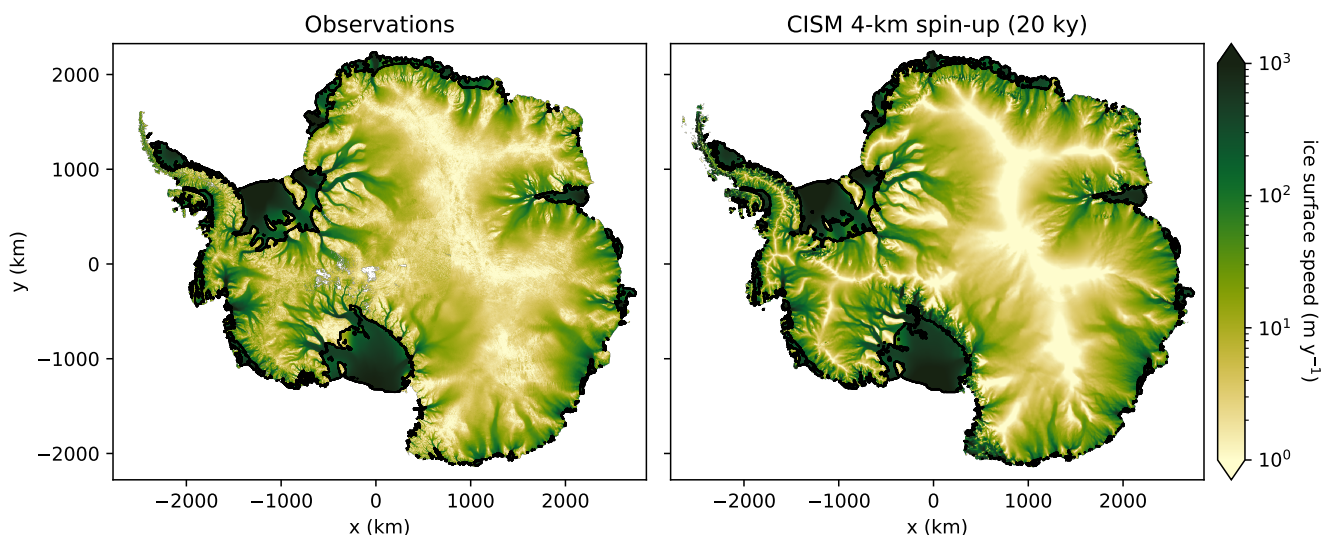 Observations
CISM 4-km spin-up (20 ky)
2000
1000
0
−1000
−2000
y (km)
−2000 −1000 0 1000 2000
x (km)
−2000 −1000 0 1000 2000
x (km)
10³
10²
10¹
10⁰
ice surface speed (m y⁻¹)